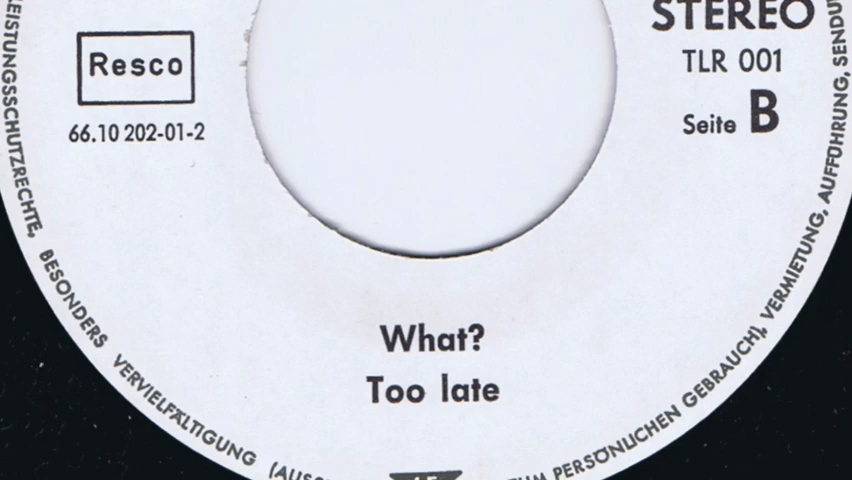 STEREO
Resco
TLR 001
66.10 202-01-2
Seite B
What?
Too late
LEISTUNGSSCHUTZRECHTE, BESONDERS VERVIELFÄLTIGUNG
ZUM PERSÖNLICHEN GEBRAUCH), VERMIETUNG, AUFFÜHRUNG,